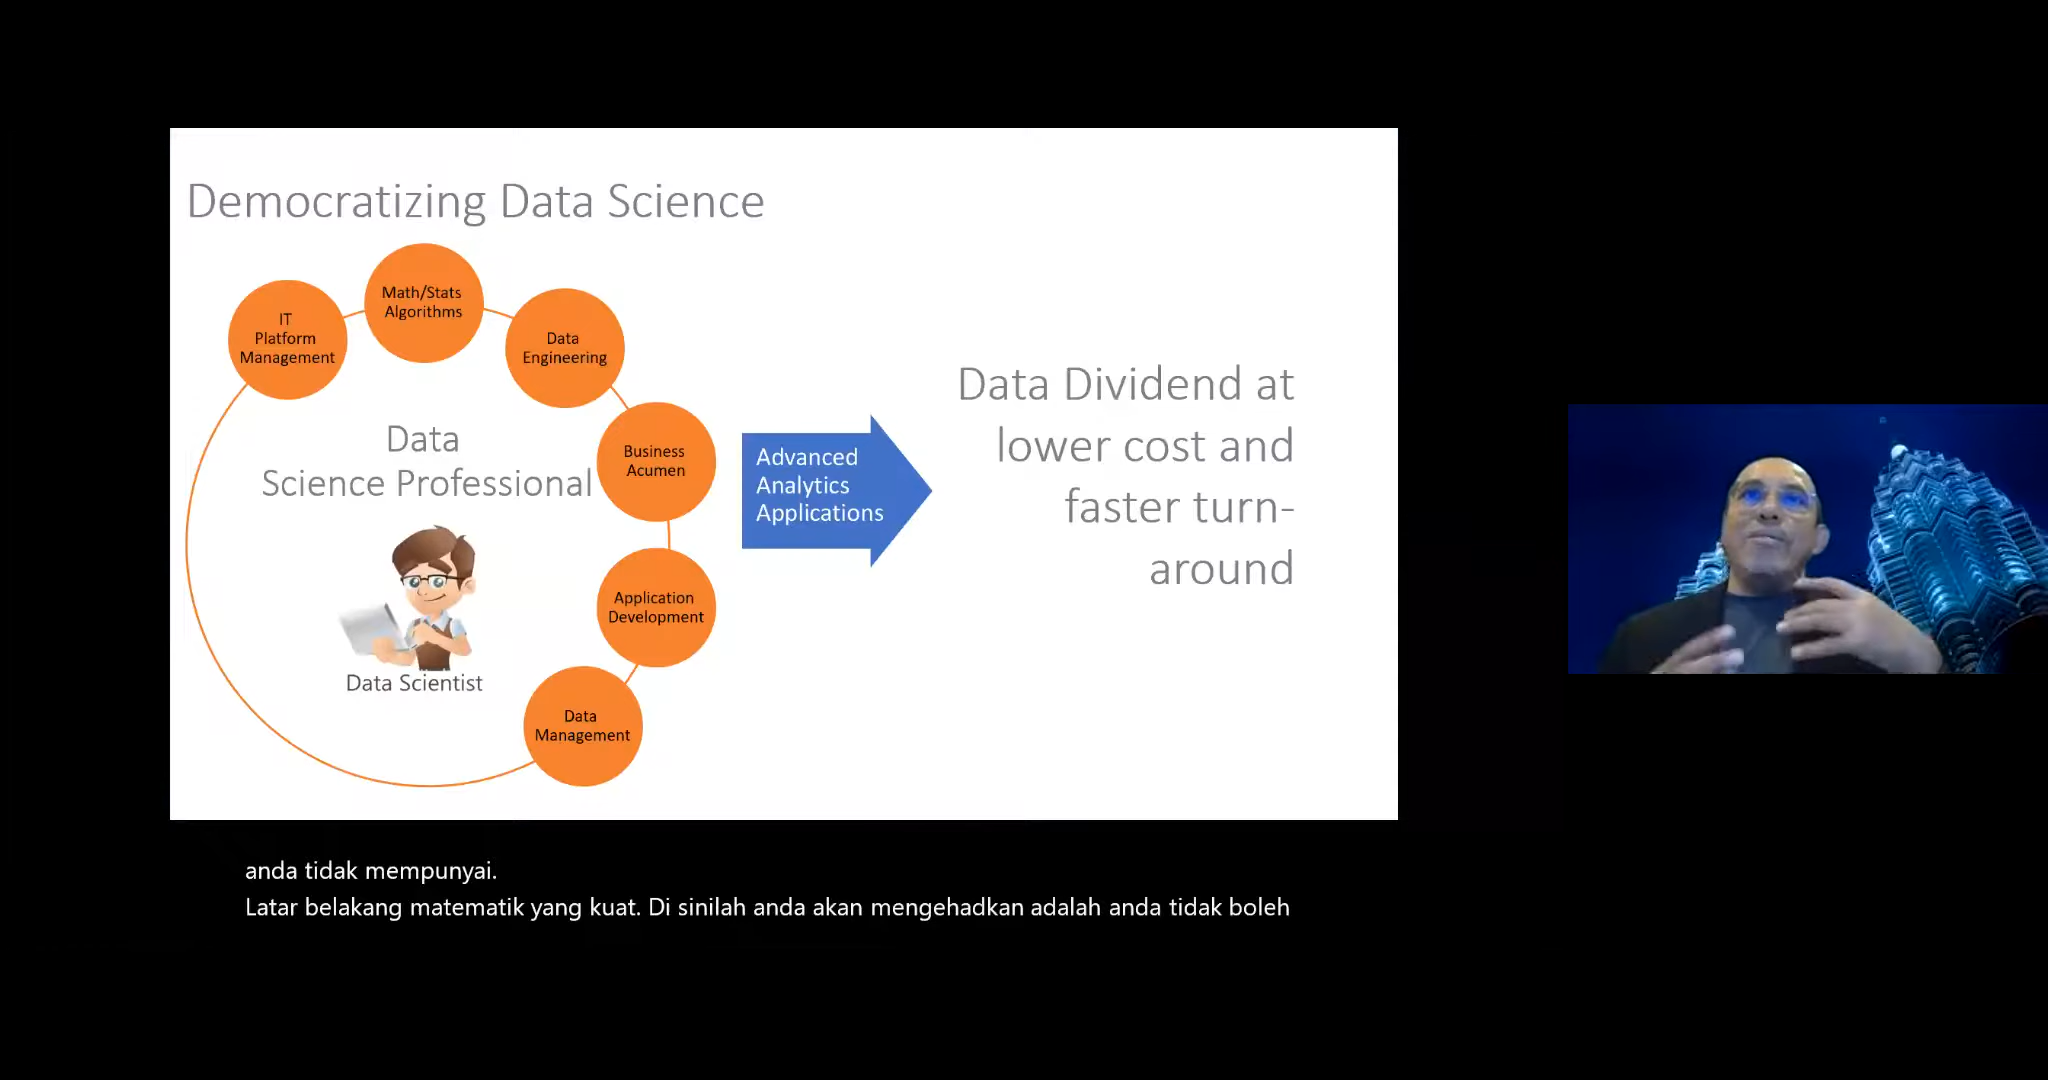 Democratizing Data Science
IT
Platform
Management
Math/Stats
Algorithms
Data
Engineering
Business
Acumen
Application
Development
Data
Management
Data
Science Professional
Data Scientist
Advanced
Analytics
Applications
Data Dividend at
lower cost and
faster turn-
around
anda tidak mempunyai.
Latar belakang matematik yang kuat. Di sinilah anda akan mengehadkan adalah anda tidak boleh